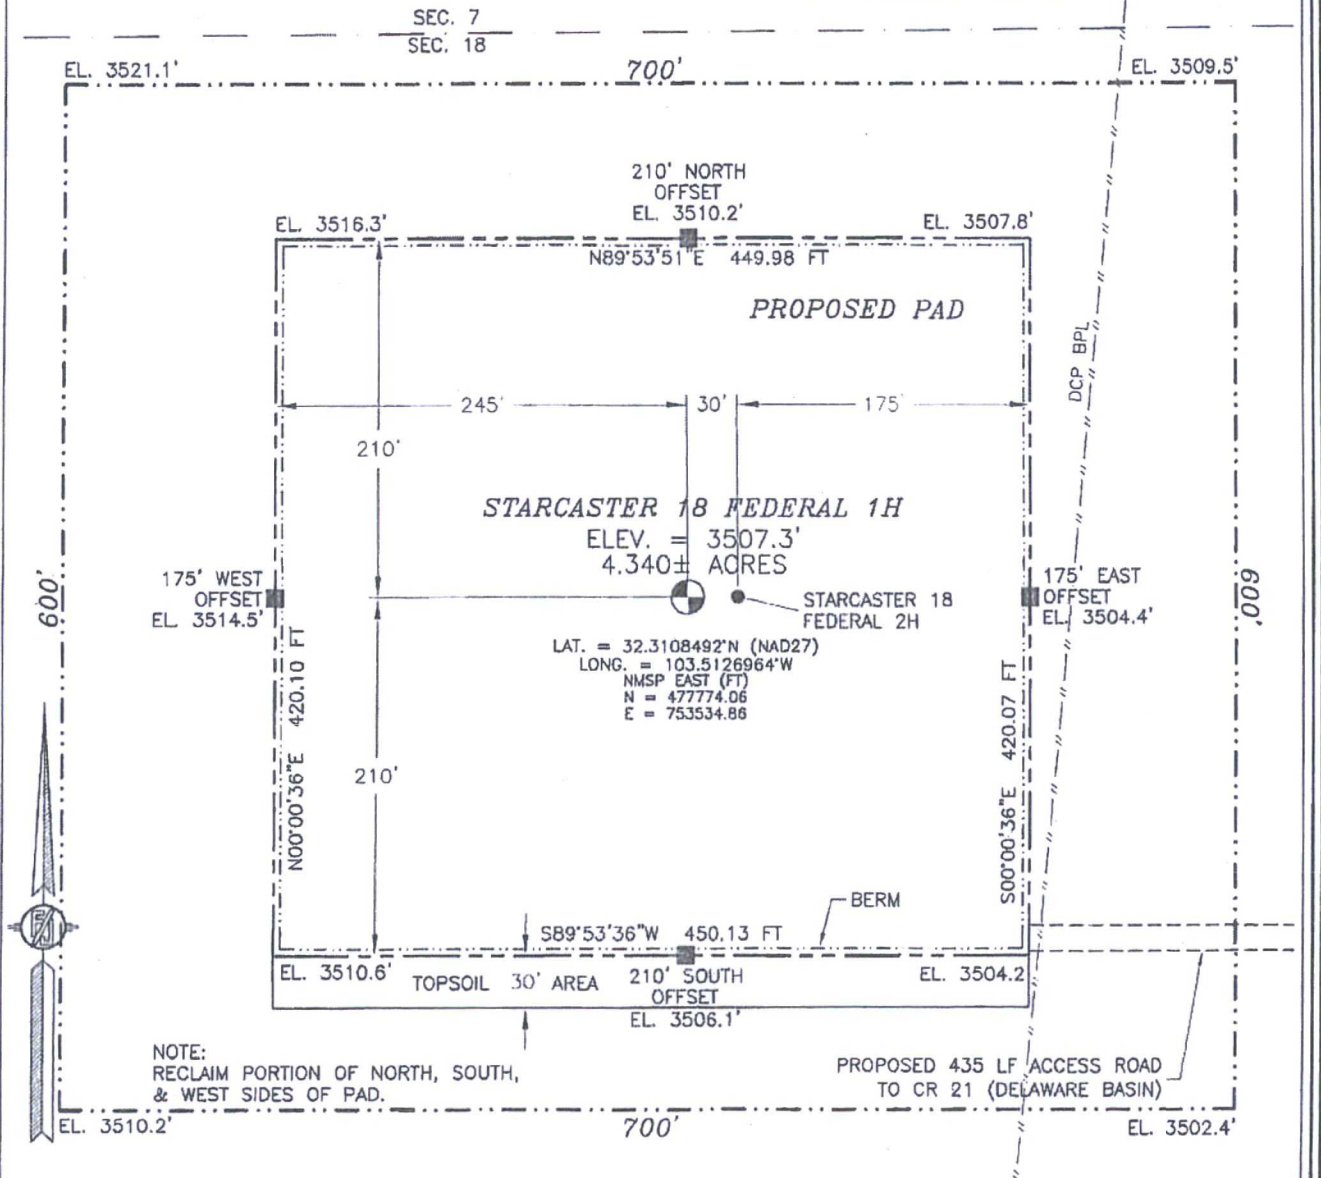 SEC. 7
SEC. 18
EL. 3521.1'
700'
EL. 3509.5'
210' NORTH
OFFSET
EL. 3510.2'
EL. 3516.3'
EL. 3507.8'
N89°53'51"E 449.98 FT
PROPOSED PAD
DCP BPL
245'
30'
175'
210'
STARCASTER 18 FEDERAL 1H
ELEV. = 3507.3'
4.340± ACRES
600'
175' WEST
OFFSET
EL. 3514.5'
STARCASTER 18
FEDERAL 2H
175' EAST
OFFSET
EL. 3504.4'
600'
LAT. = 32.3108492°N (NAD27)
LONG. = 103.5126964°W
NMSP EAST (FT)
N = 477774.06
E = 753534.86
N00°00'36"E 420.10 FT
210'
S00°00'36"E 420.07 FT
BERM
S89°53'36"W 450.13 FT
EL. 3510.6'
TOPSOIL 30' AREA
210' SOUTH
OFFSET
EL. 3506.1'
EL. 3504.2
NOTE:
RECLAIM PORTION OF NORTH, SOUTH,
& WEST SIDES OF PAD.
PROPOSED 435 LF ACCESS ROAD
TO CR 21 (DELAWARE BASIN)
EL. 3510.2'
700'
EL. 3502.4'